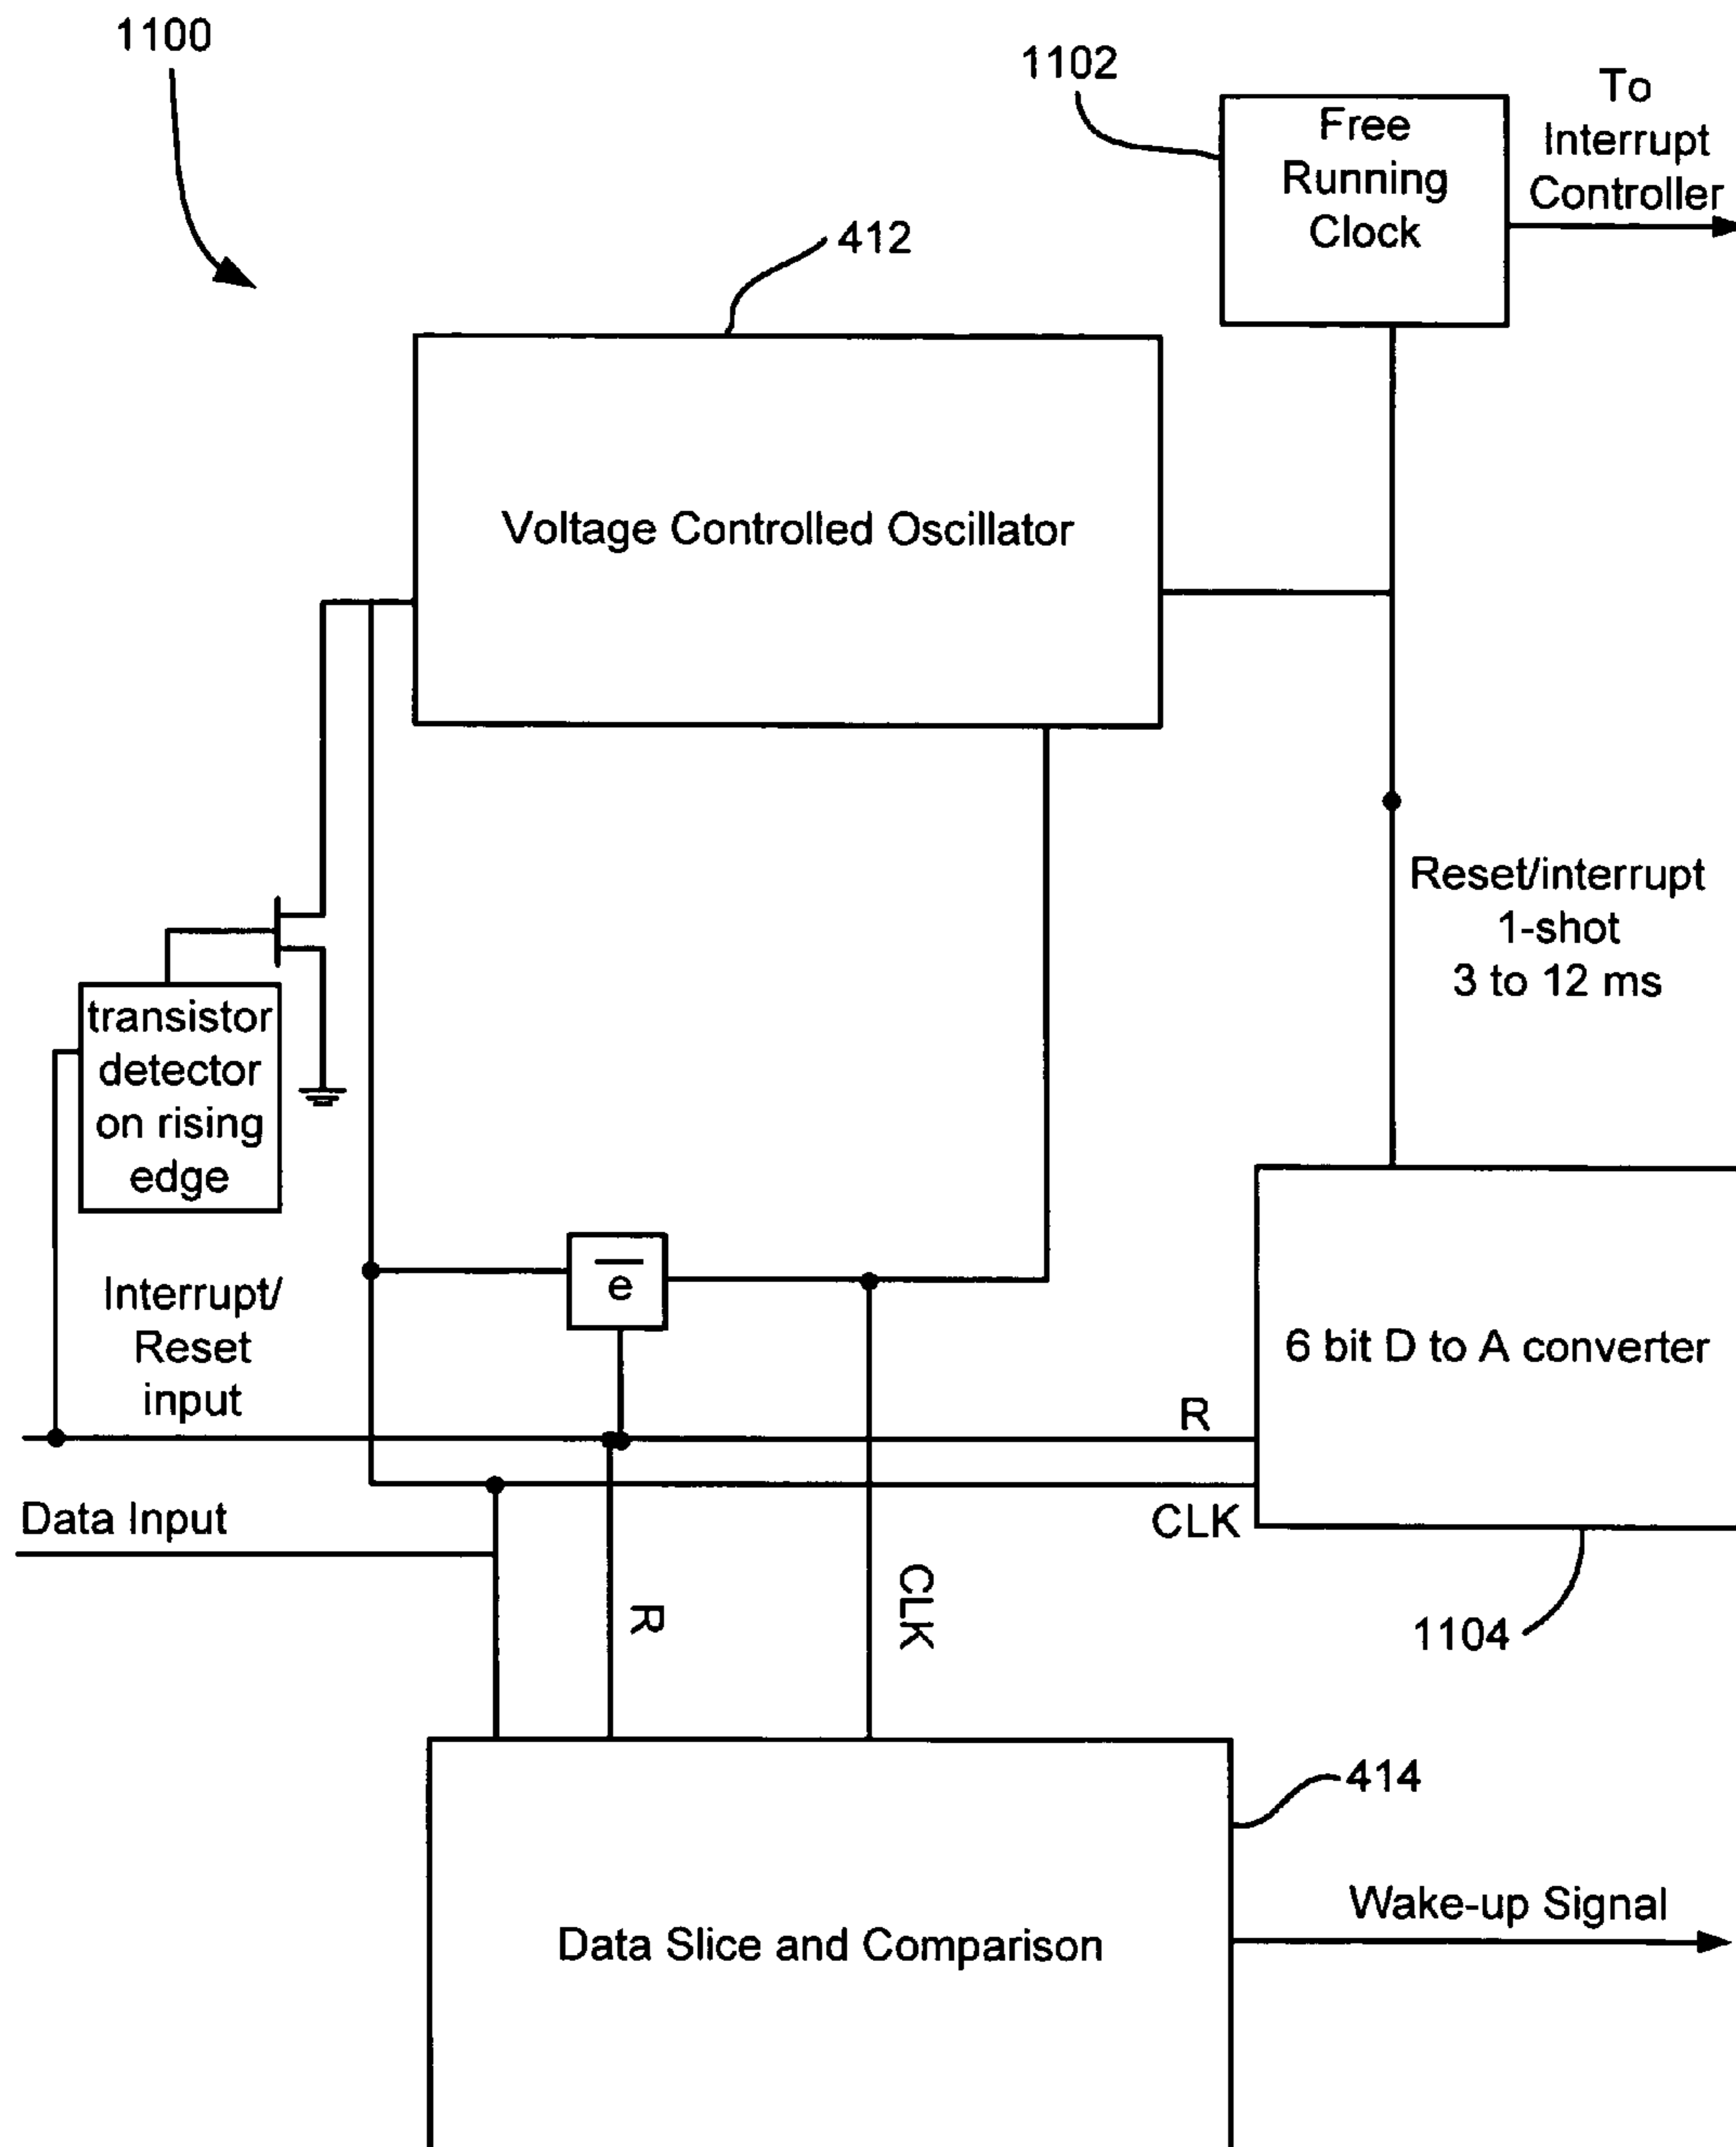 1100
1102
Free
Running
Clock
To
Interrupt
Controller
412
Voltage Controlled Oscillator
Reset/interrupt
1-shot
3 to 12 ms
transistor
detector
on rising
edge
e
Interrupt/
Reset
input
6 bit D to A converter
R
CLK
Data Input
R
CLK
1104
414
Wake-up Signal
Data Slice and Comparison